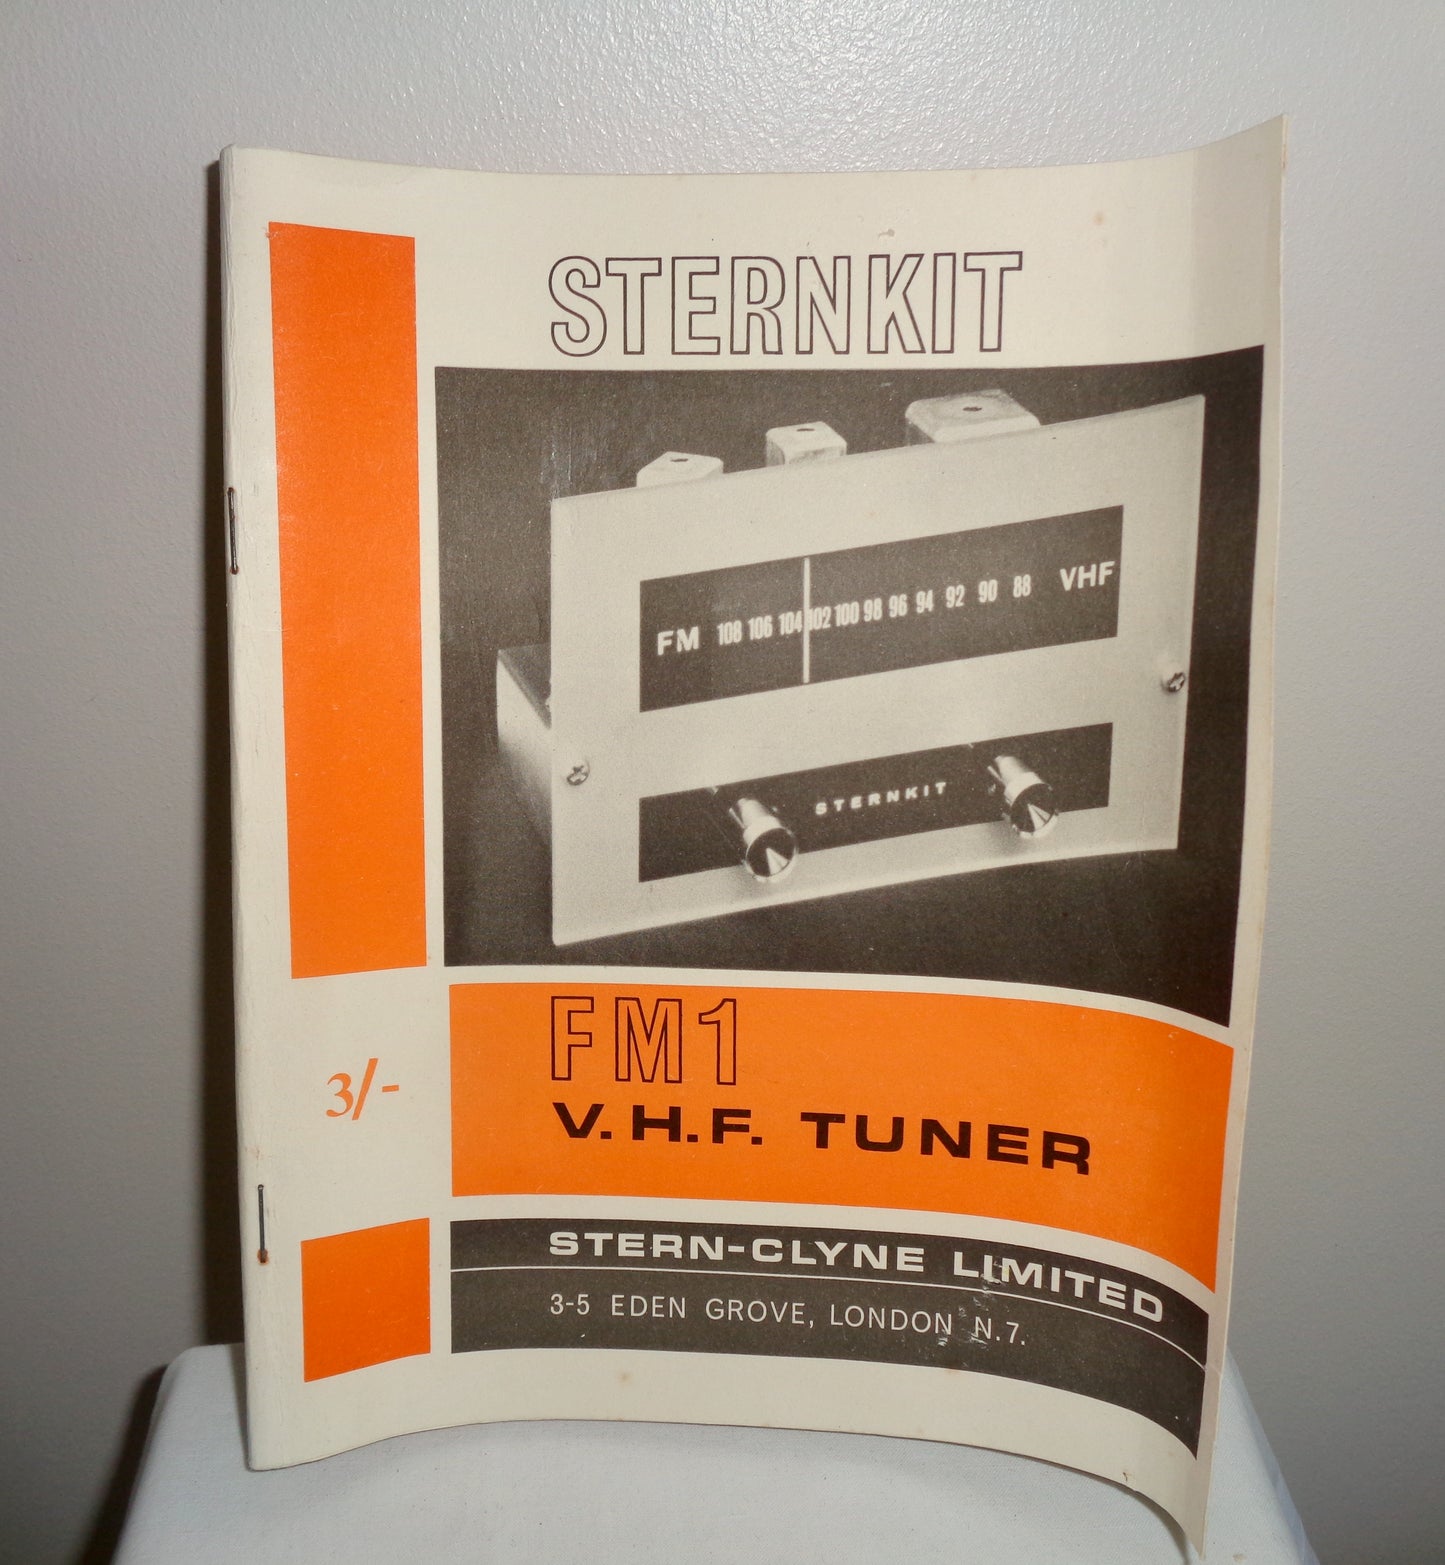 STERNKIT
FM 108 106 104 102 100 98 96 94 92 90 88 VHF
STERNKIT
FM1
3/-
V.H.F. TUNER
STERN-CLYNE LIMITED
3-5 EDEN GROVE, LONDON N.7.